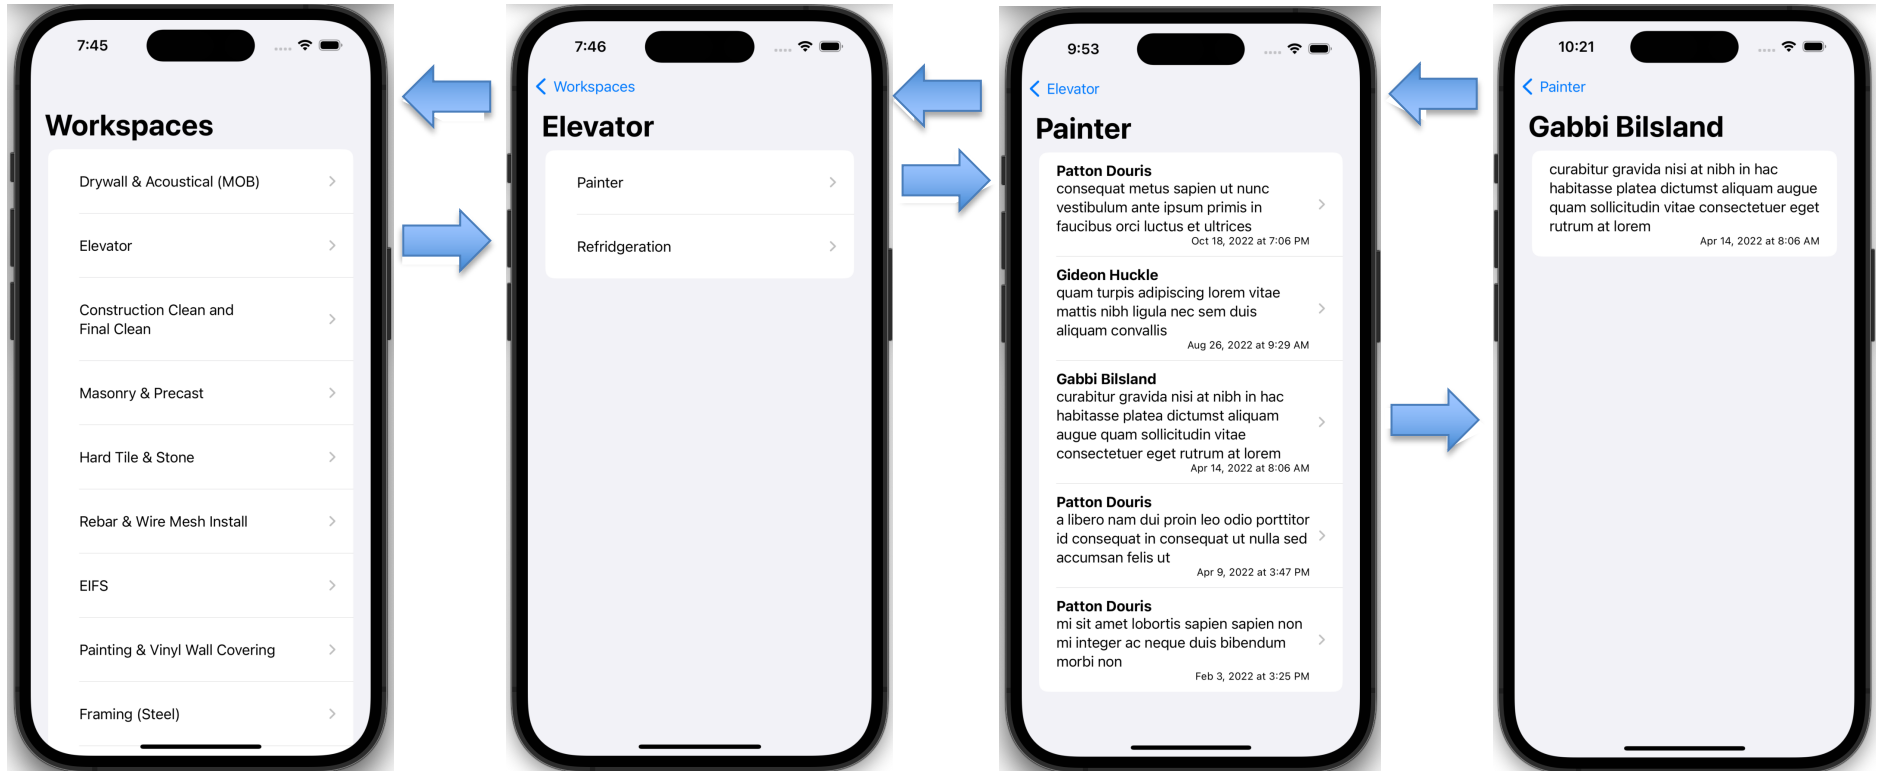 7:45
Workspaces
Drywall & Acoustical (MOB)
Elevator
Construction Clean and
Final Clean
Masonry & Precast
Hard Tile & Stone
Rebar & Wire Mesh Install
EIFS
Painting & Vinyl Wall Covering
Framing (Steel)
7:46
Workspaces
Elevator
Painter
Refridgeration
9:53
Elevator
Painter
Patton Douris
consequat metus sapien ut nunc
vestibulum ante ipsum primis in
faucibus orci luctus et ultrices
Oct 18, 2022 at 7:06 PM
Gideon Huckle
quam turpis adipiscing lorem vitae
mattis nibh ligula nec sem duis
aliquam convallis
Aug 26, 2022 at 9:29 AM
Gabbi Bilsland
curabitur gravida nisi at nibh in hac
habitasse platea dictumst aliquam
augue quam sollicitudin vitae
consectetuer eget rutrum at lorem
Apr 14, 2022 at 8:06 AM
Patton Douris
a libero nam dui proin leo odio porttitor
id consequat in consequat ut nulla sed
accumsan felis ut
Apr 9, 2022 at 3:47 PM
Patton Douris
mi sit amet lobortis sapien sapien non
mi integer ac neque duis bibendum
morbi non
Feb 3, 2022 at 3:25 PM
10:21
Painter
Gabbi Bilsland
curabitur gravida nisi at nibh in hac
habitasse platea dictumst aliquam augue
quam sollicitudin vitae consectetuer eget
rutrum at lorem
Apr 14, 2022 at 8:06 AM